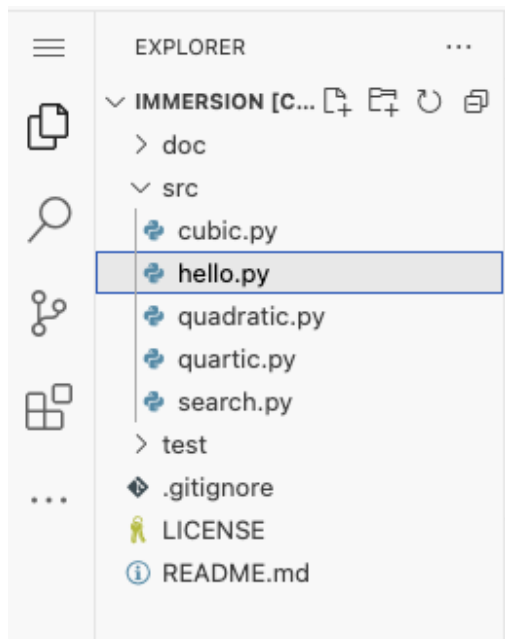 EXPLORER
IMMERSION [C...
doc
src
cubic.py
hello.py
quadratic.py
quartic.py
search.py
test
.gitignore
LICENSE
README.md